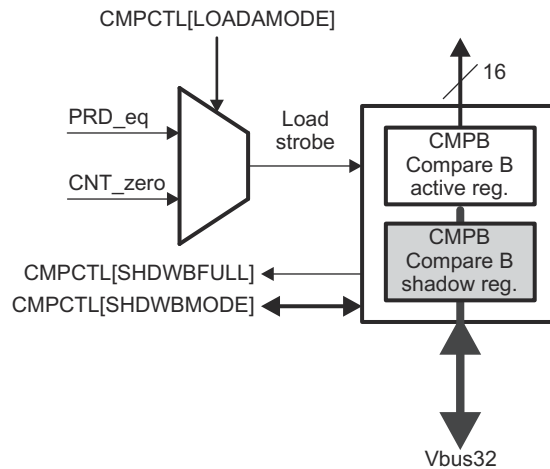 CMPCTL[LOADAMODE]
16
PRD_eq
CNT_zero
Load
strobe
CMPB
Compare B
active reg.
CMPB
Compare B
shadow reg.
CMPCTL[SHDWBFULL]
CMPCTL[SHDWBMODE]
Vbus32